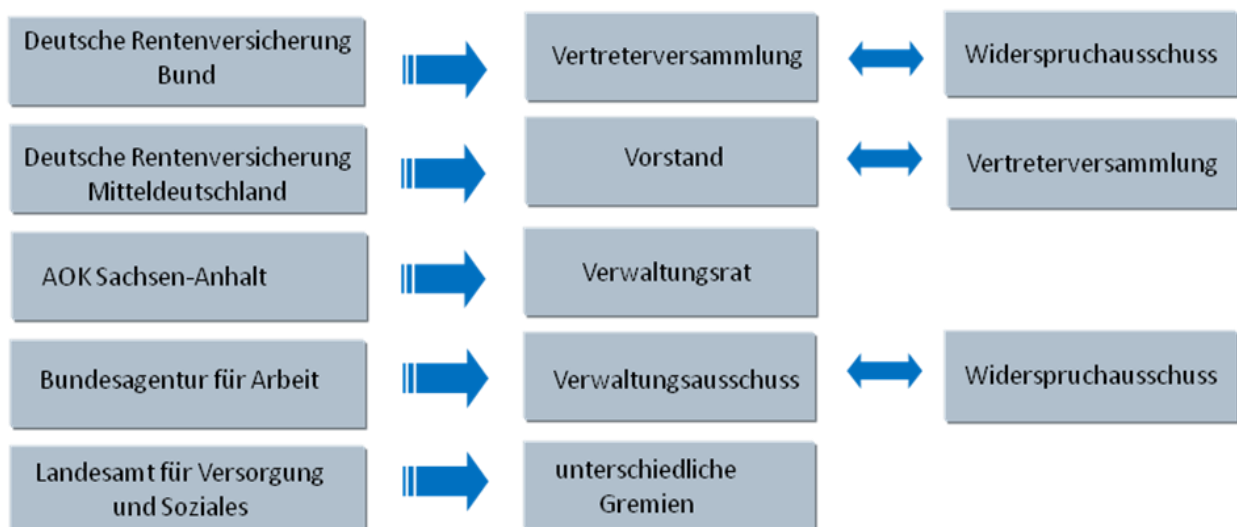 Deutsche Rentenversicherung
Bund
Vertreterversammlung
Widerspruchausschuss
Deutsche Rentenversicherung
Mitteldeutschland
Vorstand
Vertreterversammlung
AOK Sachsen-Anhalt
Verwaltungsrat
Bundesagentur für Arbeit
Verwaltungsausschuss
Widerspruchausschuss
Landesamt für Versorgung
und Soziales
unterschiedliche
Gremien